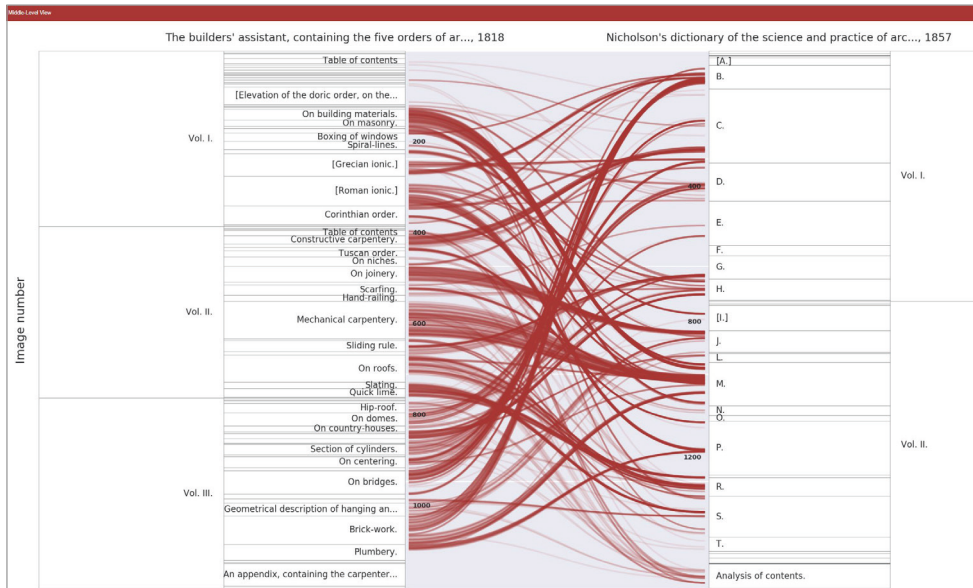 Middle-Level View
The builders' assistant, containing the five orders of ar..., 1818
Nicholson's dictionary of the science and practice of arc..., 1857
Image number
Vol. I.
Vol. II.
Vol. III.
Table of contents
[Elevation of the doric order, on the...
On building materials.
On masonry.
Boxing of windows
Spiral-lines.
[Grecian ionic.]
[Roman ionic.]
Corinthian order.
Table of contents
Constructive carpentry.
Tuscan order.
On niches.
On joinery.
Scarfing.
Hand-railing.
Mechanical carpentery.
Sliding rule.
On roofs.
Slating.
Quick lime.
Hip-roof.
On domes.
On country-houses.
Section of cylinders.
On centering.
On bridges.
Geometrical description of hanging an...
Brick-work.
Plumbery.
An appendix, containing the carpenter...
200
400
600
800
1000
400
800
1200
[A.]
B.
C.
D.
E.
F.
G.
H.
[I.]
J.
L.
M.
N.
O.
P.
R.
S.
T.
Analysis of contents.
Vol. I.
Vol. II.